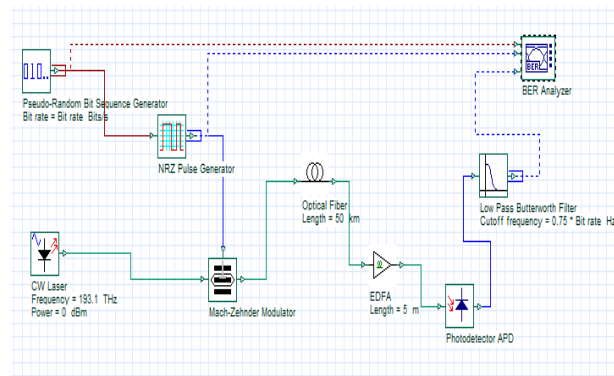 010..
Pseudo-Random Bit Sequence Generator
Bit rate = Bit rate Bits/s
NRZ Pulse Generator
BER
BER Analyzer
Optical Fiber
Length = 50 km
Low Pass Butterworth Filter
Cutoff frequency = 0.75 * Bit rate Hz
CW Laser
Frequency = 193.1 THz
Power = 0 dBm
Mach-Zehnder Modulator
EDFA
Length = 5 m
Photodetector APD